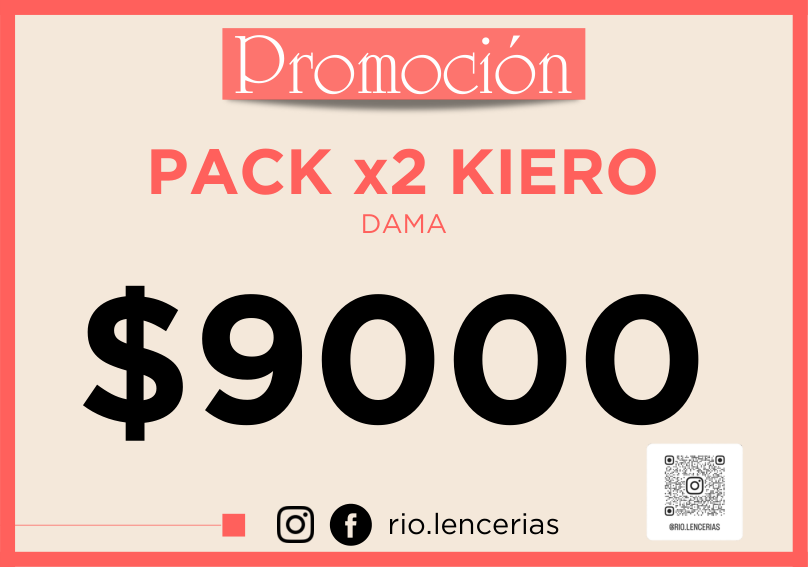 Promoción
PACK x2 KIERO
DAMA
$9000
rio.lencerias
@RIO.LENCERIAS